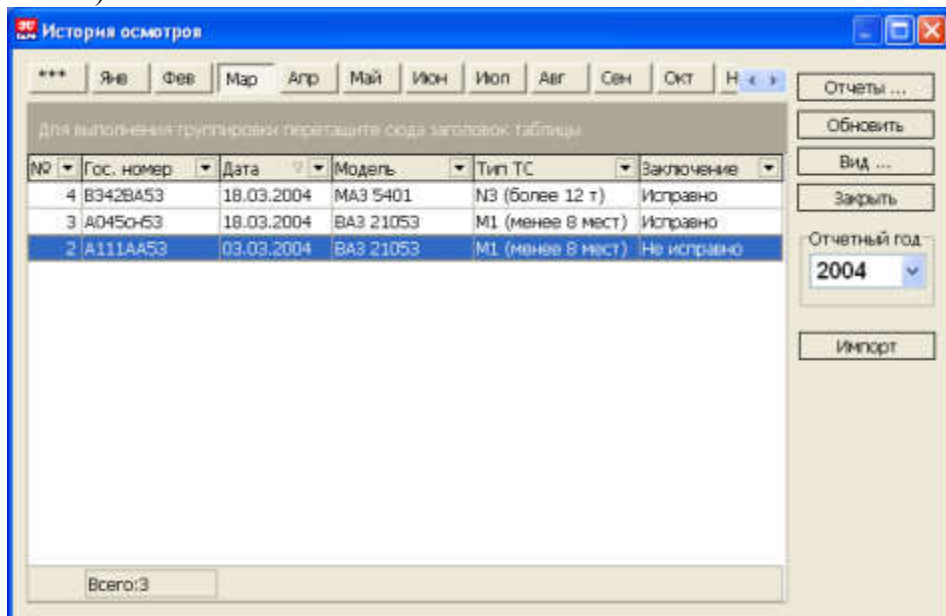 )
История осмотров
*** Янв Фев Мар Апр Май Июн Июл Авг Сен Окт Н
Отчеты ...
Для выполнения группировки перетащите сюда заголовок таблицы
Обновить
№ Гос. номер Дата Модель Тип ТС Заключение
Вид ...
4 В342ВА53 18.03.2004 МАЗ 5401 N3 (более 12 т) Исправно
Закрыть
3 А045сн53 18.03.2004 ВАЗ 21053 М1 (менее 8 мест) Исправно
2 А111АА53 03.03.2004 ВАЗ 21053 М1 (менее 8 мест) Не исправно
Отчетный год
2004
Импорт
Всего:3